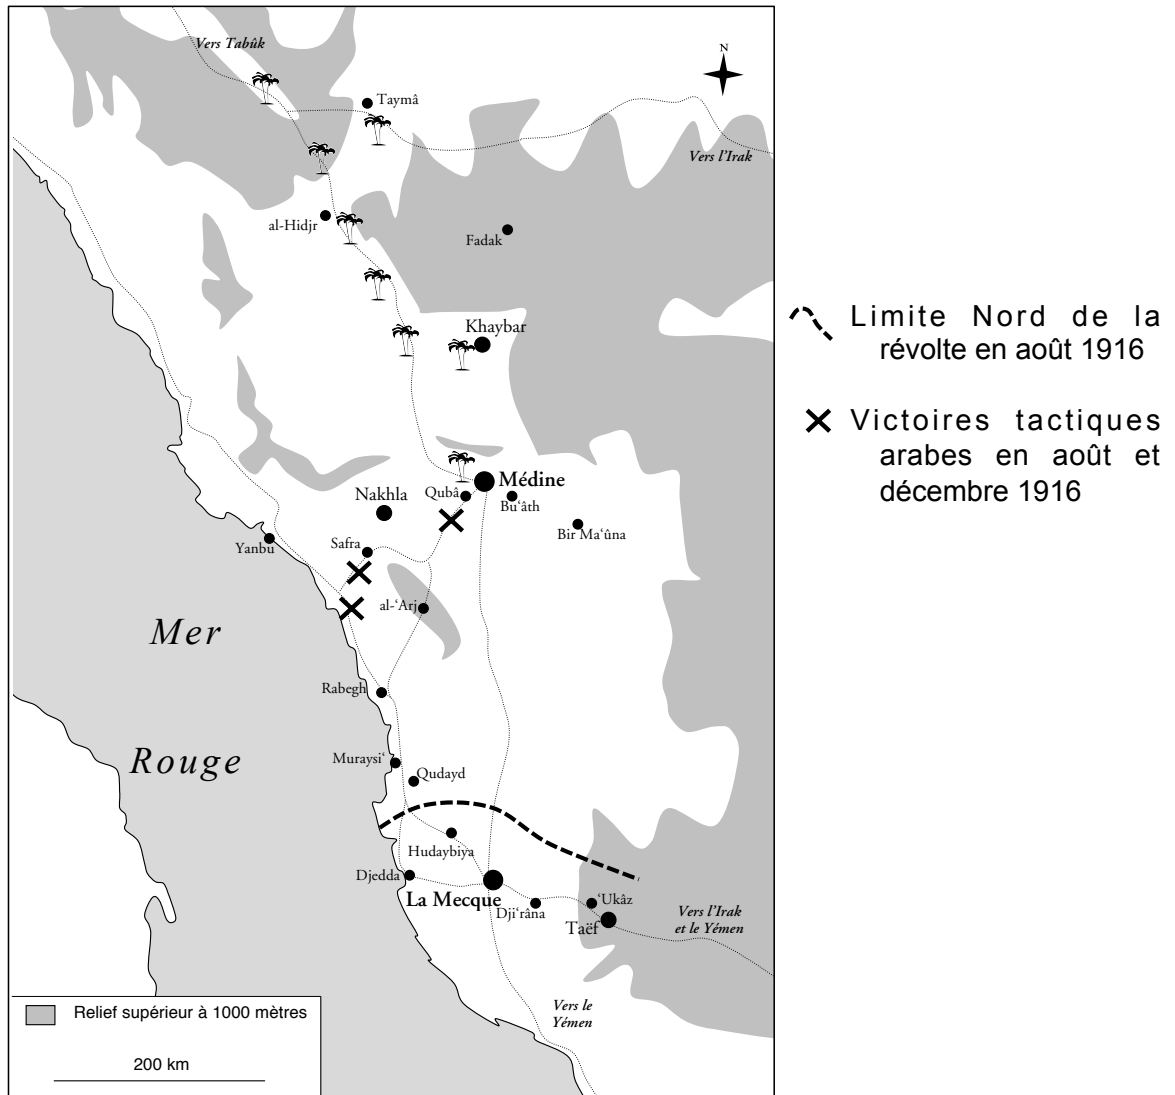 Vers Tabûk
N
Taymâ
Vers l'Irak
al-Hidjr
Fadak
Khaybar
Limite Nord de la
révolte en août 1916
Victoires tactiques
arabes en août et
décembre 1916
Médine
Qubâ
Nakhla
Bu‘âth
Bir Ma‘ûna
Yanbu
Safra
al-‘Arj
Mer
Rabegh
Rouge
Muraysi‘
Qudayd
Hudaybiya
Djedda
La Mecque
‘Ukâz
Dji‘râna
Taëf
Vers l'Irak
et le Yémen
Vers le
Yémen
Relief supérieur à 1000 mètres
200 km